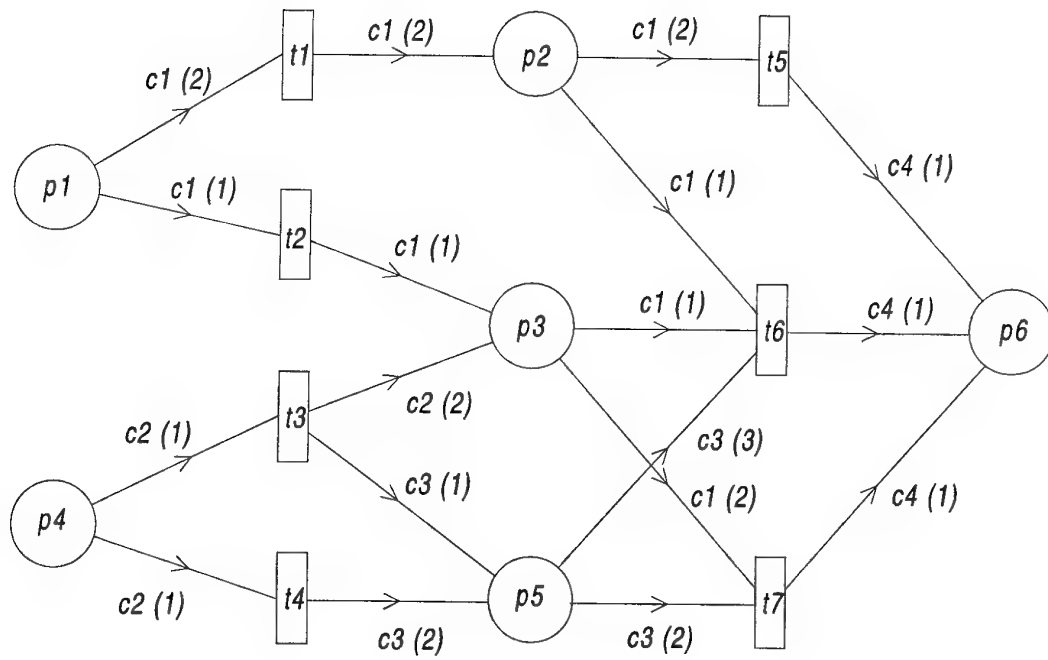 t1
c1 (2)
p2
c1 (2)
t5
c1 (2)
p1
c1 (1)
c1 (1)
c4 (1)
t2
c1 (1)
p3
c1 (1)
t6
c4 (1)
p6
t3
c2 (2)
c2 (1)
c3 (3)
c3 (1)
c1 (2)
c4 (1)
p4
c2 (1)
t4
c3 (2)
p5
c3 (2)
t7